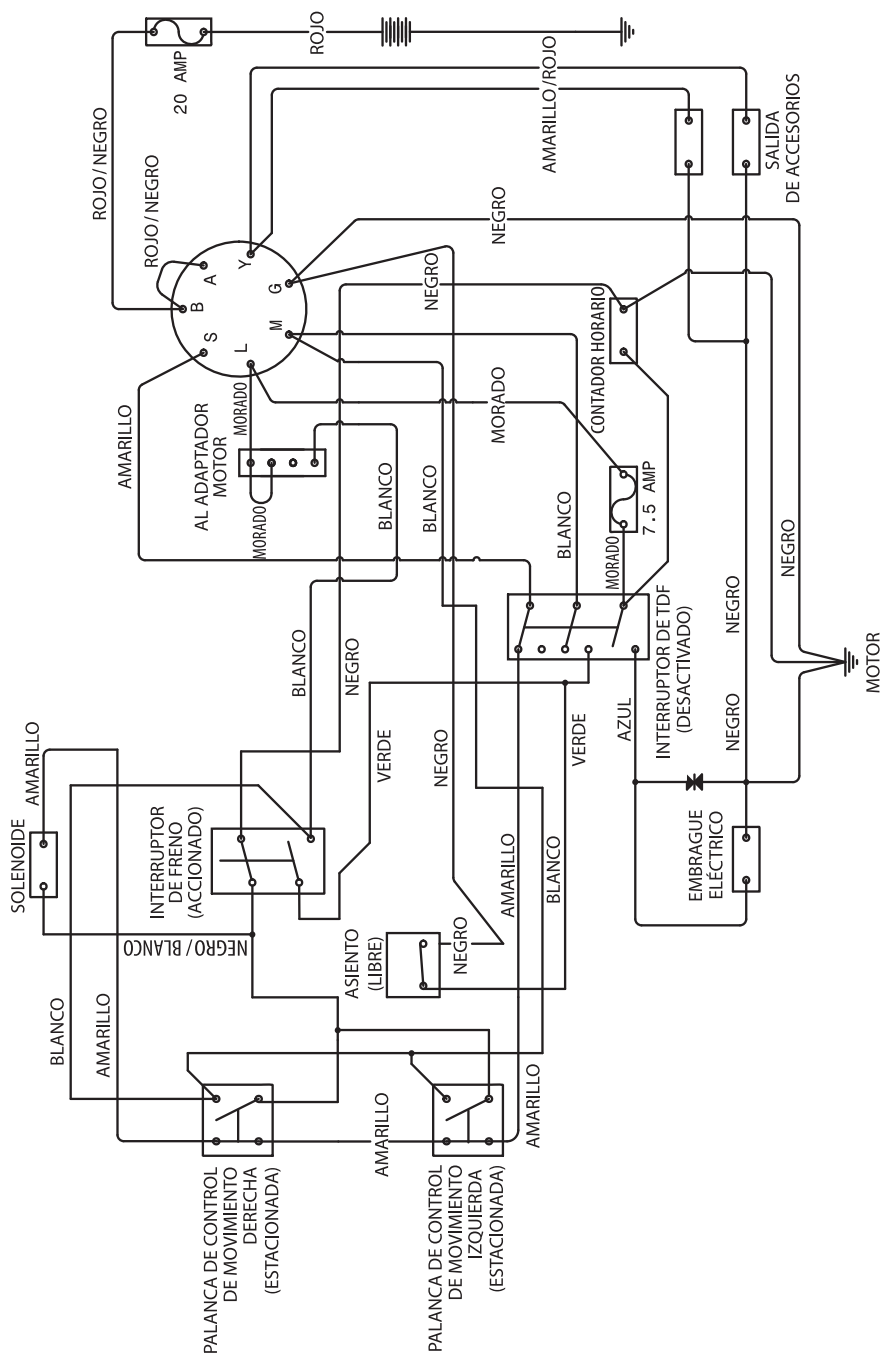 ROJO / NEGRO
20 AMP
ROJO
ROJO / NEGRO
AMARILLO/ROJO
SALIDA
DE ACCESORIOS
B
A
Y
G
M
L
S
AMARILLO
MORADO
AL ADAPTADOR
MOTOR
MORADO
BLANCO
BLANCO
MORADO
NEGRO
NEGRO
CONTADOR HORARIO
BLANCO
MORADO
7.5 AMP
NEGRO
NEGRO
SOLENOIDE
AMARILLO
BLANCO
NEGRO
INTERRUPTOR
DE FRENO
(ACCIONADO)
VERDE
NEGRO
VERDE
AZUL
INTERRUPTOR DE TDF
(DESACTIVADO)
NEGRO
MOTOR
NEGRO / BLANCO
ASIENTO
(LIBRE)
NEGRO
AMARILLO
BLANCO
EMBRAGUE
ELÉCTRICO
BLANCO
AMARILLO
AMARILLO
AMARILLO
PALANCA DE CONTROL
DE MOVIMIENTO
DERECHA
(ESTACIONADA)
PALANCA DE CONTROL
DE MOVIMIENTO
IZQUIERDA
(ESTACIONADA)